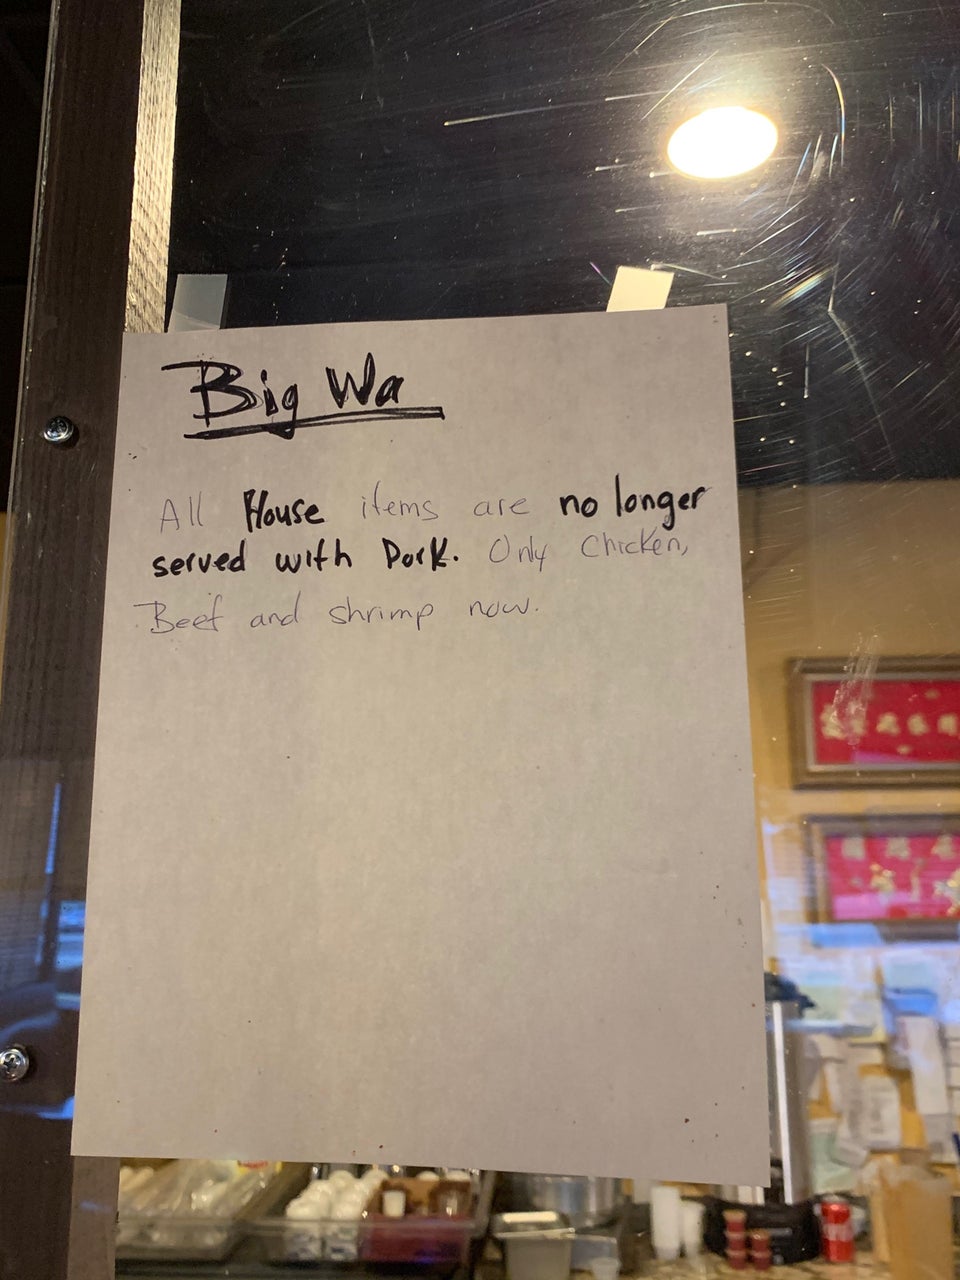 Big Wa
All House items are no longer
served with Pork. Only Chicken,
Beef and shrimp now.